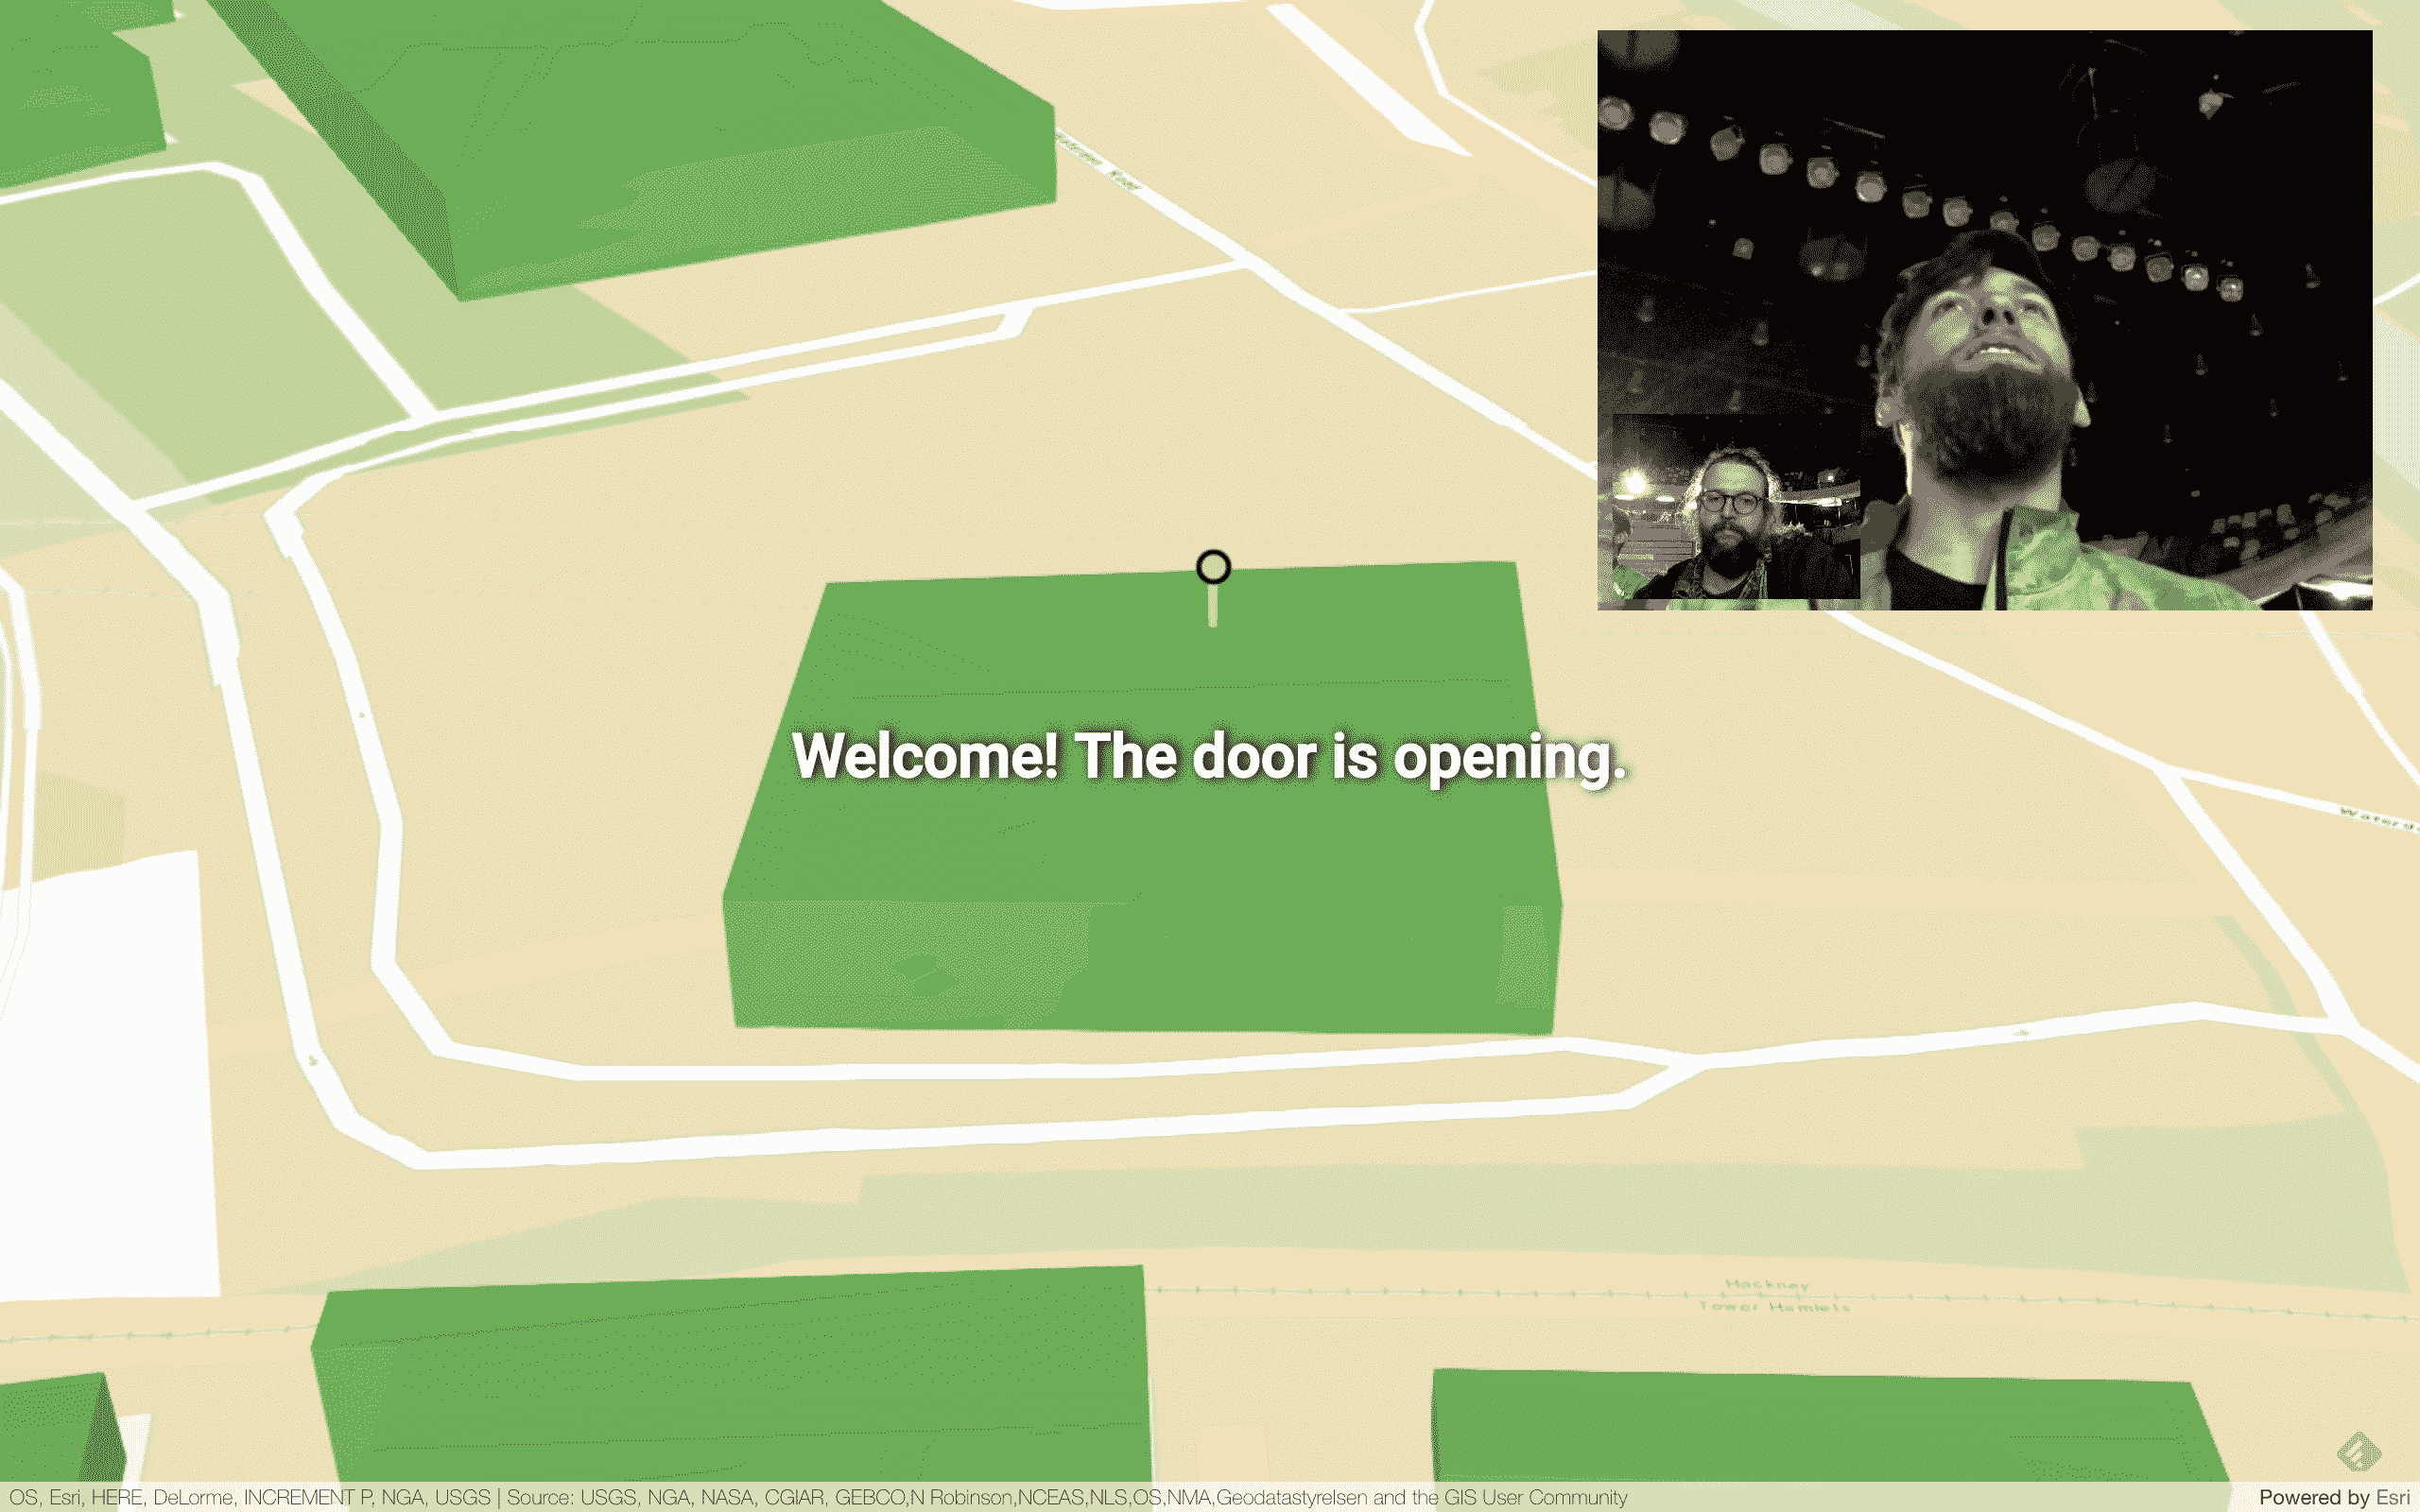 Road
Welcome! The door is opening.
Hackney
Tower Hamlets
OS, Esri, HERE, DeLorme, INCREMENT P, NGA, USGS | Source: USGS, NGA, NASA, CGIAR, GEBCO,N Robinson,NCEAS,NLS,OS,NMA,Geodatastyrelsen and the GIS User Community
Powered by Esri